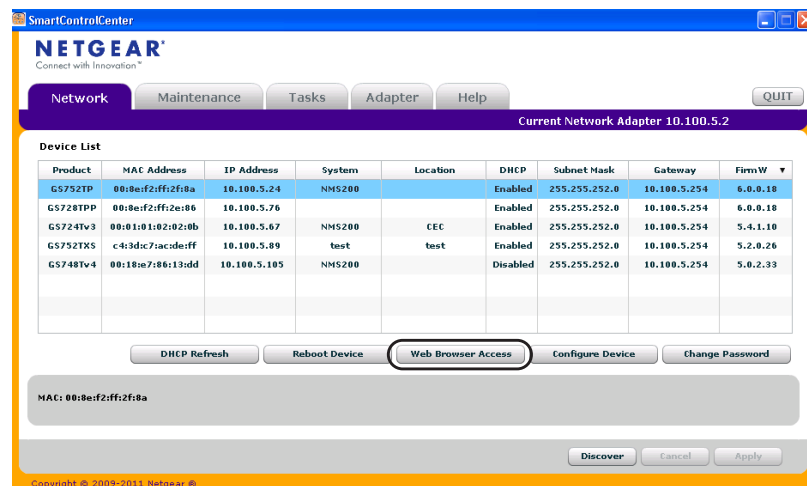 SmartControlCenter
NETGEAR®
Connect with Innovation™
Network Maintenance Tasks Adapter Help QUIT
Current Network Adapter 10.100.5.2
Device List
Product MAC Address IP Address System Location DHCP Subnet Mask Gateway FirmW ▼
GS752TP 00:8e:f2:ff:2f:8a 10.100.5.24 NMS200 Enabled 255.255.252.0 10.100.5.254 6.0.0.18
GS728TPP 00:8e:f2:ff:2e:86 10.100.5.76 Enabled 255.255.252.0 10.100.5.254 6.0.0.18
GS724Tv3 00:01:01:02:02:0b 10.100.5.67 NMS200 CEC Enabled 255.255.252.0 10.100.5.254 5.4.1.10
GS752TXS c4:3d:c7:ac:de:ff 10.100.5.89 test test Enabled 255.255.252.0 10.100.5.254 5.2.0.26
GS748Tv4 00:18:e7:86:13:dd 10.100.5.105 NMS200 Disabled 255.255.252.0 10.100.5.254 5.0.2.33
DHCP Refresh Reboot Device Web Browser Access Configure Device Change Password
MAC: 00:8e:f2:ff:2f:8a
Discover Cancel Apply
Copyright © 2009-2011 Netgear ®